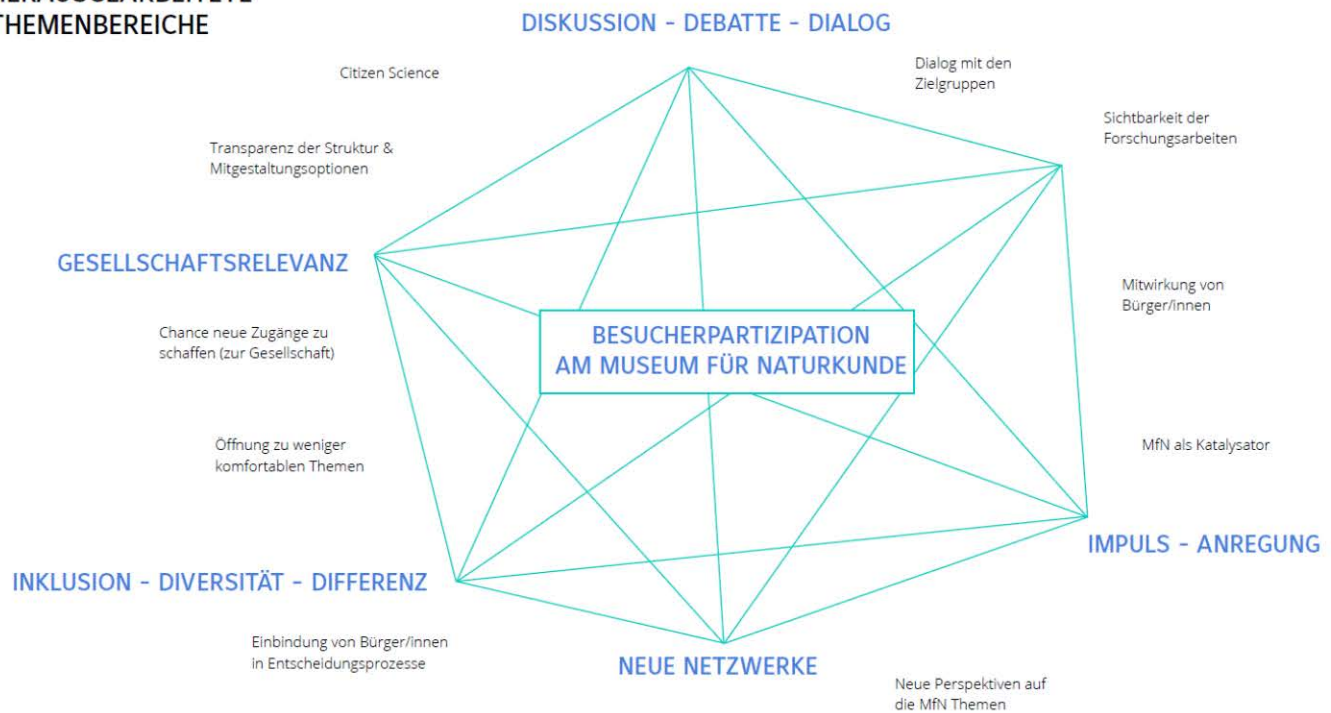 THEMENBEREICHE
DISKUSSION - DEBATTE - DIALOG
Citizen Science
Dialog mit den
Zielgruppen
Sichtbarkeit der
Forschungsarbeiten
Transparenz der Struktur &
Mitgestaltungsoptionen
GESELLSCHAFTSRELEVANZ
Mitwirkung von
Bürger/innen
Chance neue Zugänge zu
schaffen (zur Gesellschaft)
BESUCHERPARTIZIPATION
AM MUSEUM FÜR NATURKUNDE
Öffnung zu weniger
komfortablen Themen
MfN als Katalysator
IMPULS - ANREGUNG
INKLUSION - DIVERSITÄT - DIFFERENZ
Einbindung von Bürger/innen
in Entscheidungsprozesse
NEUE NETZWERKE
Neue Perspektiven auf
die MfN Themen